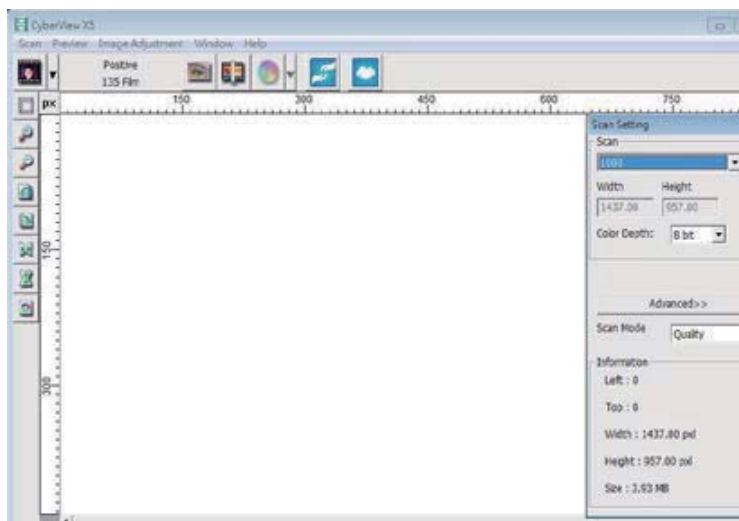 CyberView X5
Scan Preview Image Adjustment Window Help
Positive
135 Film
px 150 300 450 600 750
150
300
Scan Setting
Scan
1000
Width Height
1437.00 957.00
Color Depth: 8 bit
Advanced>>
Scan Mode Quality
Information
Left : 0
Top : 0
Width : 1437.00 pxl
Height : 957.00 pxl
Size : 3.93 MB